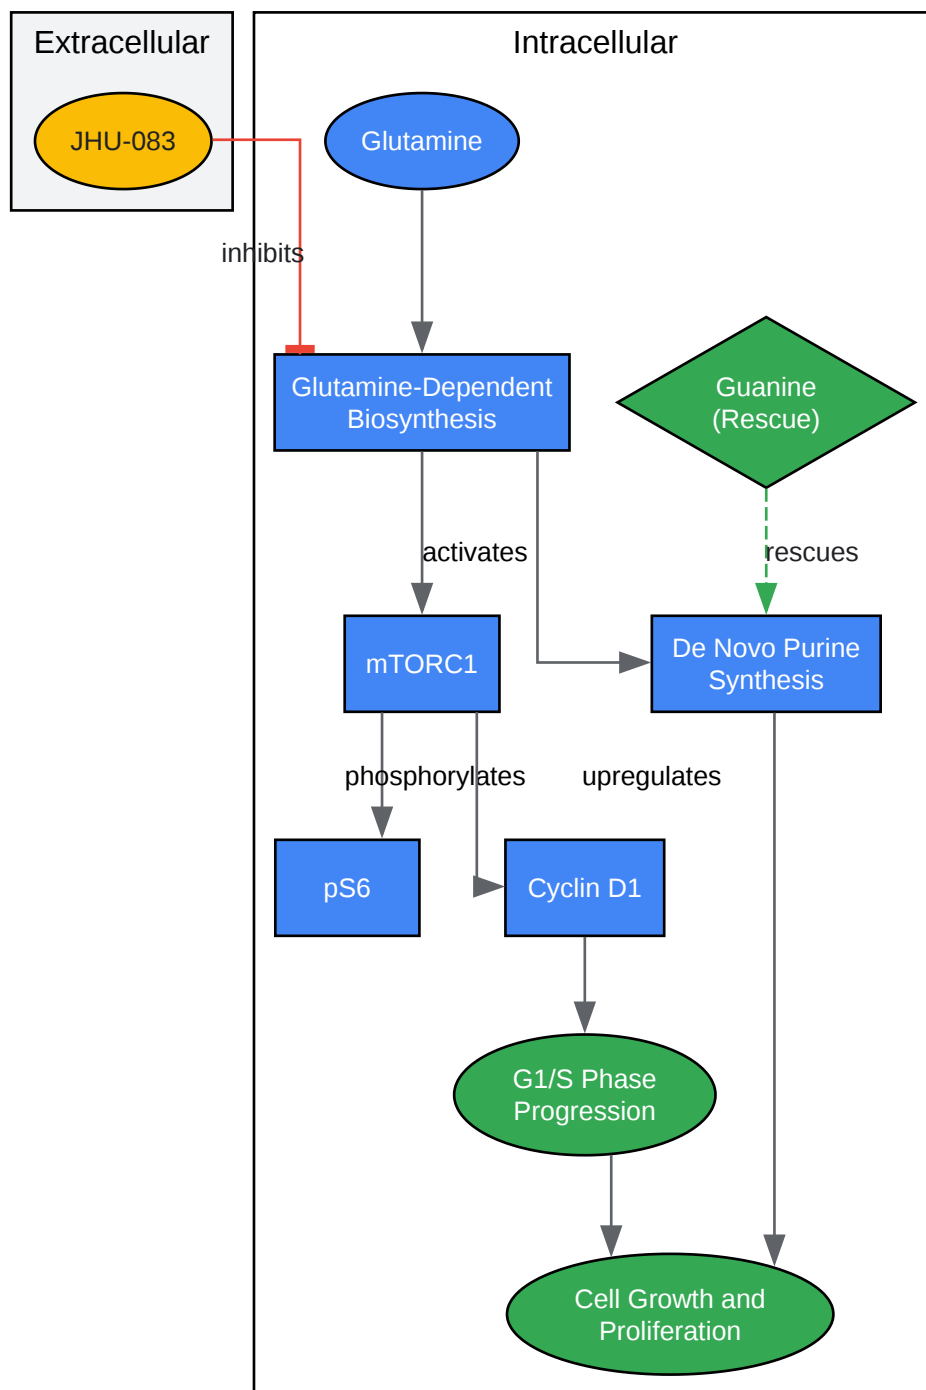 Extracellular
Intracellular
JHU-083
Glutamine
inhibits
Glutamine-Dependent
Biosynthesis
Guanine
(Rescue)
activates
rescues
mTORC1
De Novo Purine
Synthesis
phosphorylates
upregulates
pS6
Cyclin D1
G1/S Phase
Progression
Cell Growth and
Proliferation